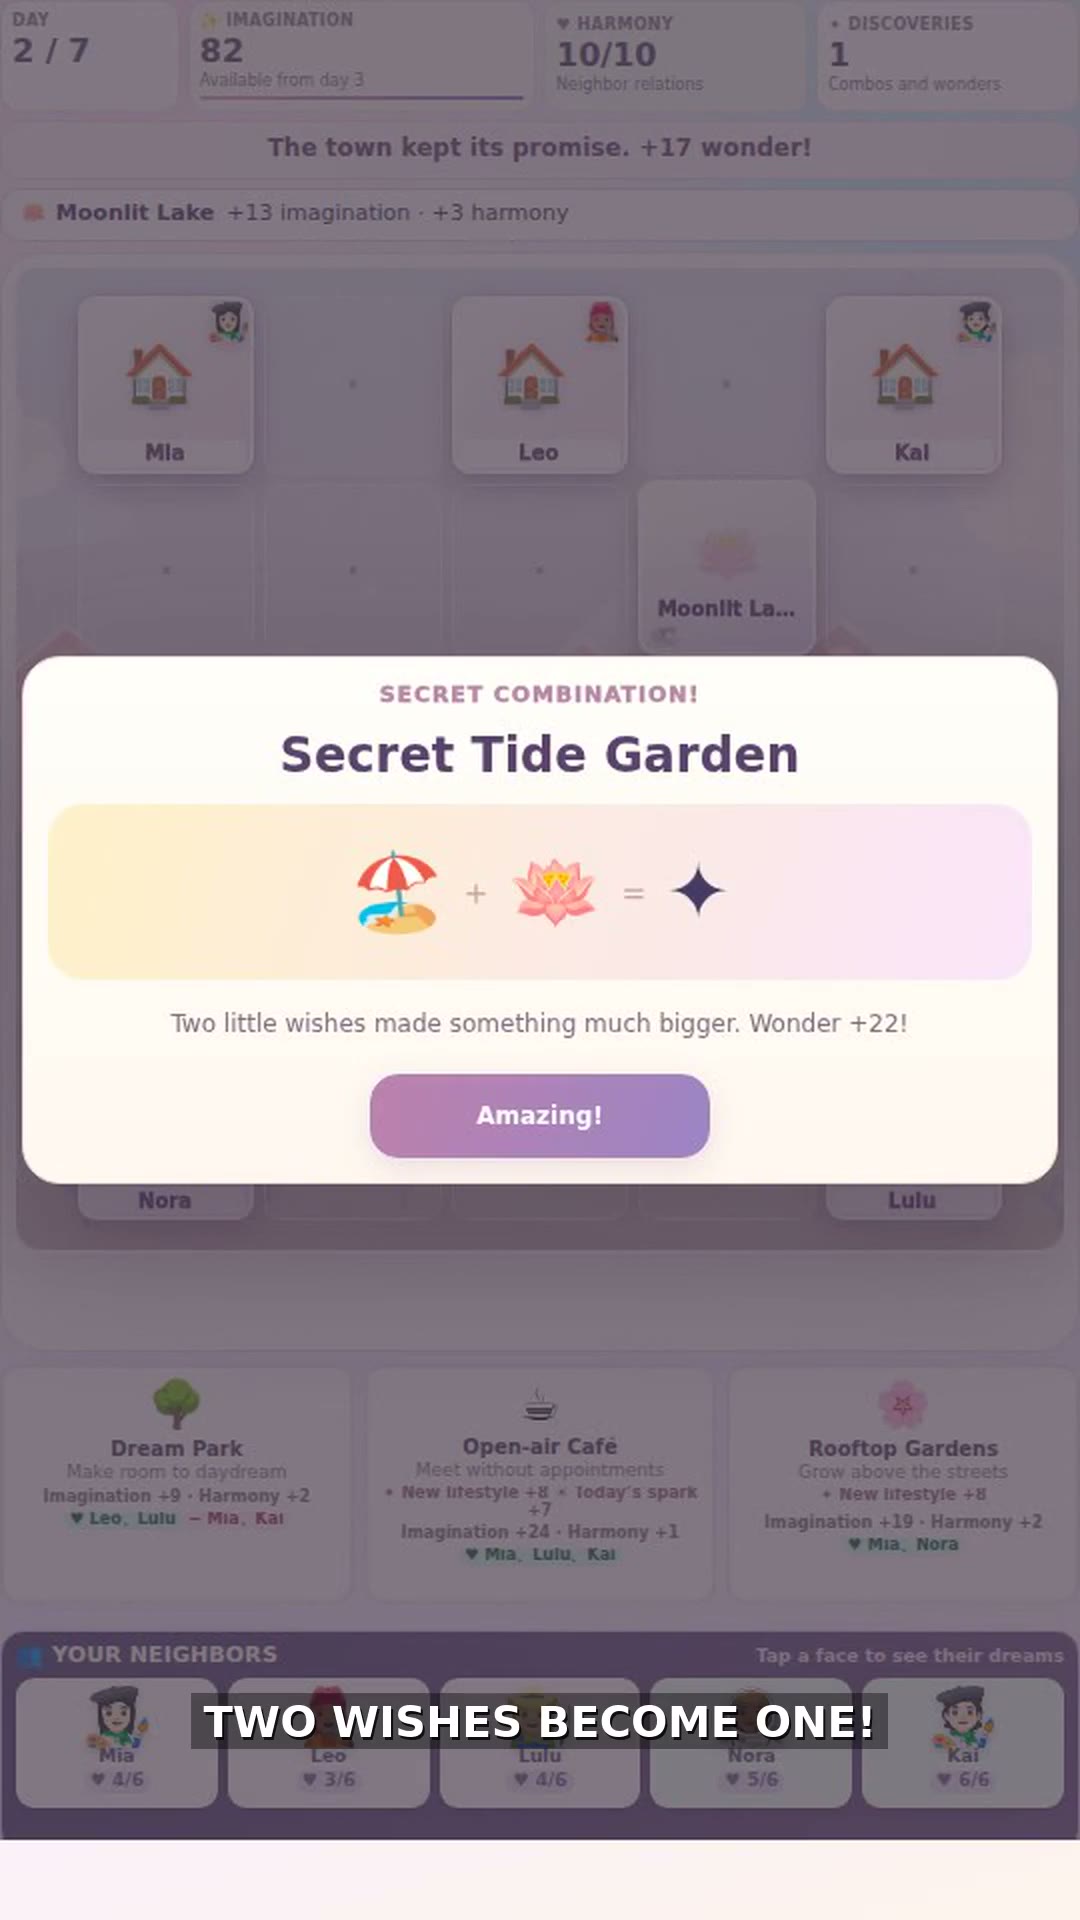 DAY
2 / 7
✨ IMAGINATION
82
Available from day 3
♥ HARMONY
10/10
Neighbor relations
✦ DISCOVERIES
1
Combos and wonders
The town kept its promise. +17 wonder!
Moonlit Lake +13 imagination · +3 harmony
Mia
Leo
Kai
Moonlit La...
SECRET COMBINATION!
Secret Tide Garden
+ =
Two little wishes made something much bigger. Wonder +22!
Amazing!
Nora
Lulu
Dream Park
Make room to daydream
Imagination +9 · Harmony +2
♥ Leo、Lulu − Mia、Kai
Open-air Café
Meet without appointments
✦ New lifestyle +8 ☀ Today's spark
+7
Imagination +24 · Harmony +1
♥ Mia、Lulu、Kai
Rooftop Gardens
Grow above the streets
✦ New lifestyle +8
Imagination +19 · Harmony +2
♥ Mia、Nora
YOUR NEIGHBORS
Tap a face to see their dreams
TWO WISHES BECOME ONE!
Mia
♥ 4/6
Leo
♥ 3/6
Lulu
♥ 4/6
Nora
♥ 5/6
Kai
♥ 6/6